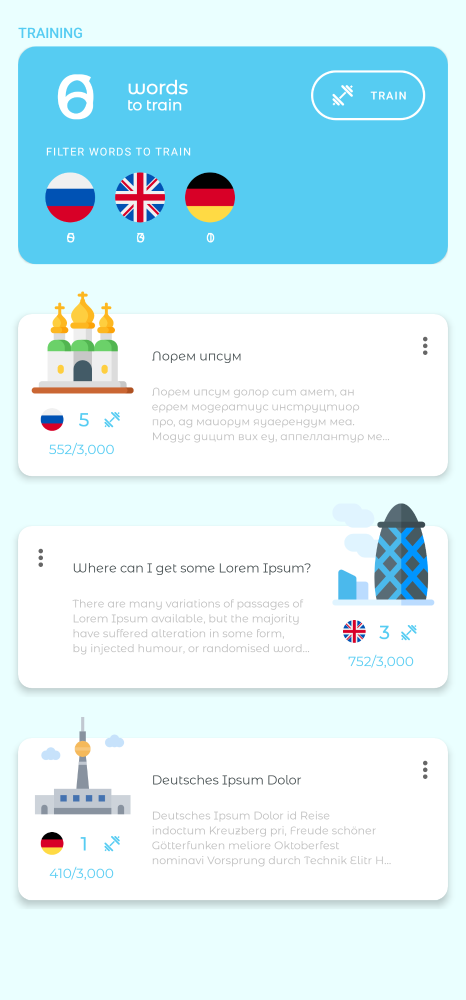 TRAINING
words
to train
TRAIN
FILTER WORDS TO TRAIN
Лорем ипсум
Лорем ипсум долор сит амет, ан
еррем модератиус инструцтиор
про, ад маиорум яуаерендум меа.
Модус дицит вих еу, аппеллантур ме...
5
552/3,000
Where can I get some Lorem Ipsum?
There are many variations of passages of
Lorem Ipsum available, but the majority
have suffered alteration in some form,
by injected humour, or randomised word...
3
752/3,000
Deutsches Ipsum Dolor
Deutsches Ipsum Dolor id Reise
indoctum Kreuzberg pri, Freude schöner
Götterfunken meliore Oktoberfest
nominavi Vorsprung durch Technik Elitr H...
1
410/3,000